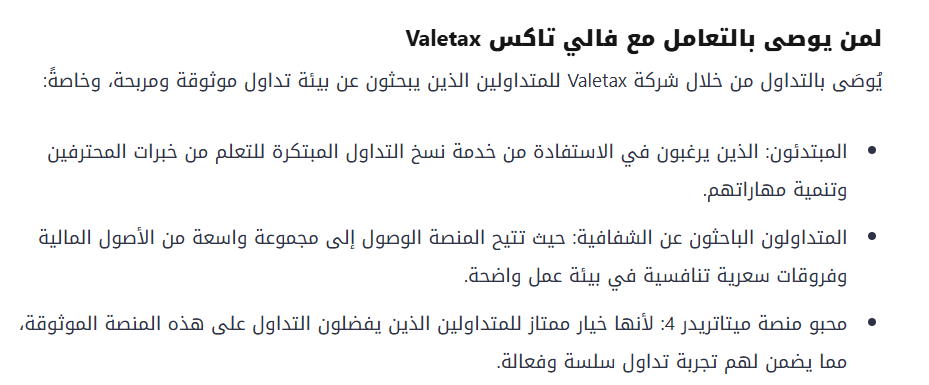 لمن يوصى بالتعامل مع فالي تاكس Valetax
يُوصَى بالتداول من خلال شركة Valetax للمتداولين الذين يبحثون عن بيئة تداول موثوقة ومربحة، وخاصةً:
المبتدئون: الذين يرغبون في الاستفادة من خدمة نسخ التداول المبتكرة للتعلم من خبرات المحترفين
وتنمية مهاراتهم.
المتداولون الباحثون عن الشفافية: حيث تتيح المنصة الوصول إلى مجموعة واسعة من الأصول المالية
وفروقات سعرية تنافسية في بيئة عمل واضحة.
محبو منصة ميتاتريدر 4: لأنها خيار ممتاز للمتداولين الذين يفضلون التداول على هذه المنصة الموثوقة،
مما يضمن لهم تجربة تداول سلسة وفعالة.